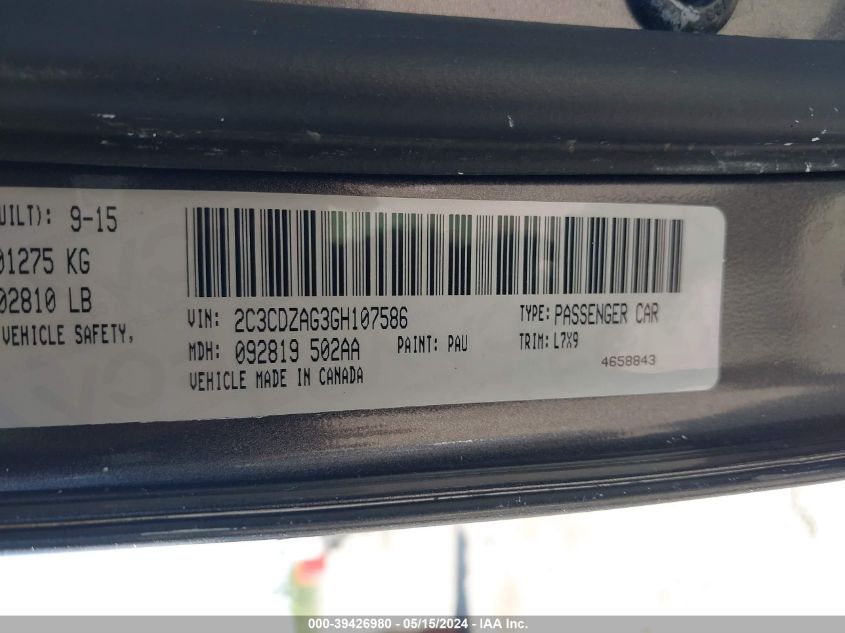 UILT): 9-15
01275 KG
02810 LB
VEHICLE SAFETY,
VIN: 2C3CDZAG3GH107586
TYPE: PASSENGER CAR
MDH: 092819 502AA
PAINT: PAU
TRIM: L7X9
VEHICLE MADE IN CANADA
4658843
000-39426980 - 05/15/2024 - IAA Inc.